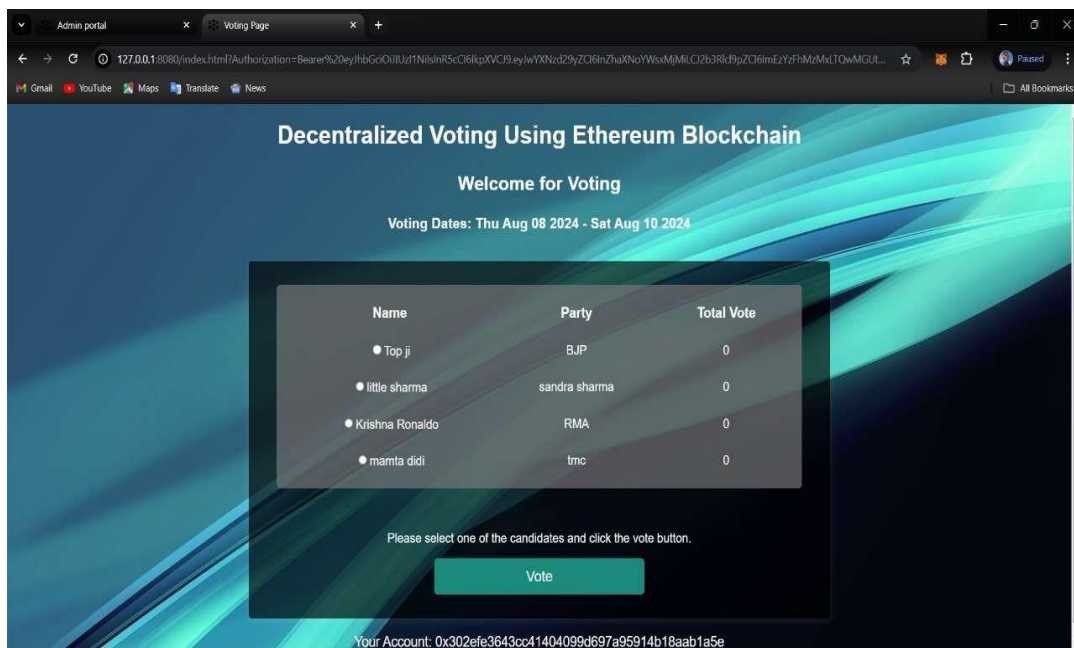 Admin portal
Voting Page
127.0.0.1:8080/index.html?Authorization=Bearer%20
Paused
Gmail
YouTube
Maps
Translate
News
All Bookmarks
Decentralized Voting Using Ethereum Blockchain
Welcome for Voting
Voting Dates: Thu Aug 08 2024 - Sat Aug 10 2024
Name Party Total Vote
Top ji BJP 0
little sharma sandra sharma 0
Krishna Ronaldo RMA 0
mamta didi tmc 0
Please select one of the candidates and click the vote button.
Vote
Your Account: 0x302efe3643cc41404099d697a95914b18aab1a5e